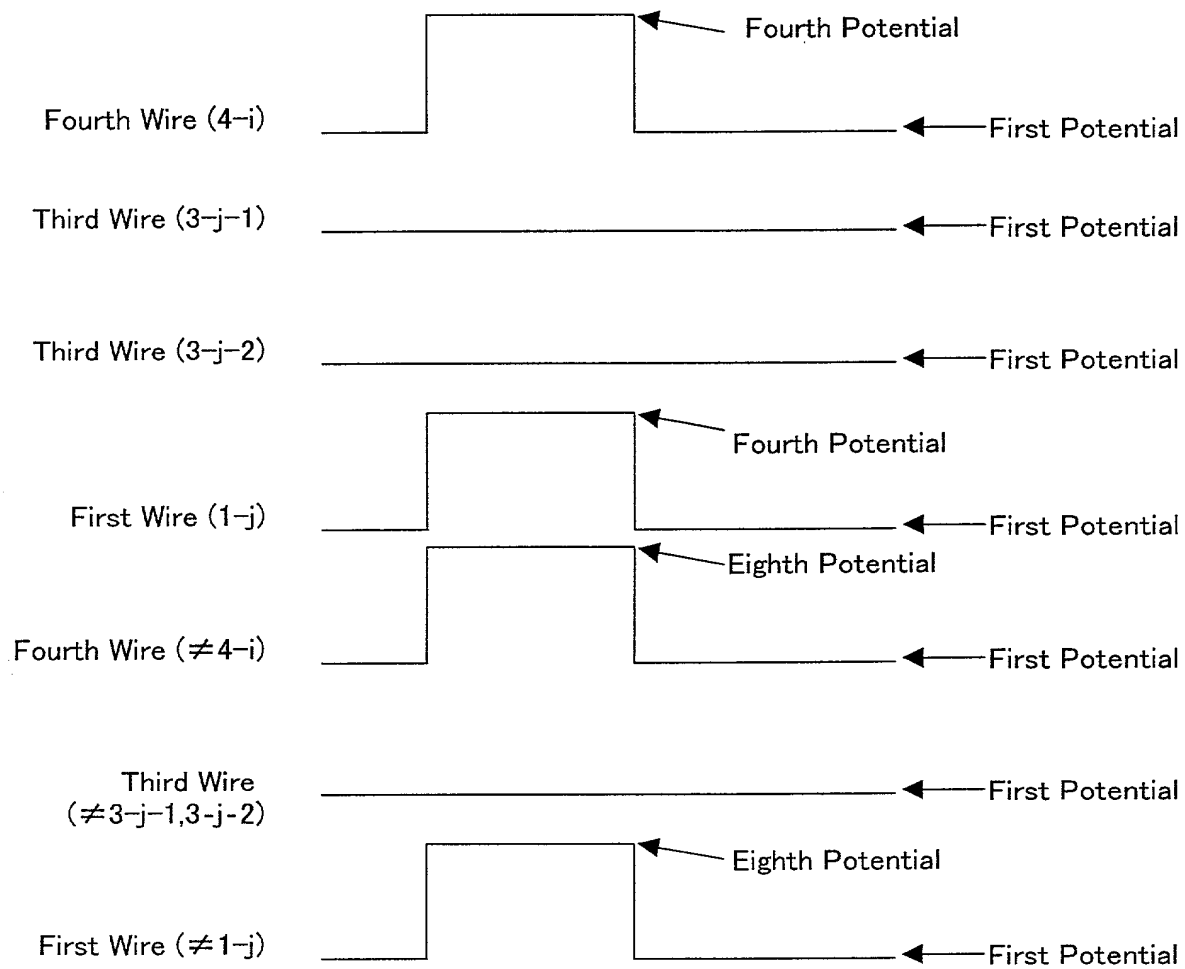 Fourth Potential
Fourth Wire (4-i)
First Potential
Third Wire (3-j-1)
First Potential
Third Wire (3-j-2)
First Potential
Fourth Potential
First Wire (1-j)
First Potential
Eighth Potential
Fourth Wire (≠4-i)
First Potential
Third Wire
(≠3-j-1,3-j-2)
First Potential
Eighth Potential
First Wire (≠1-j)
First Potential